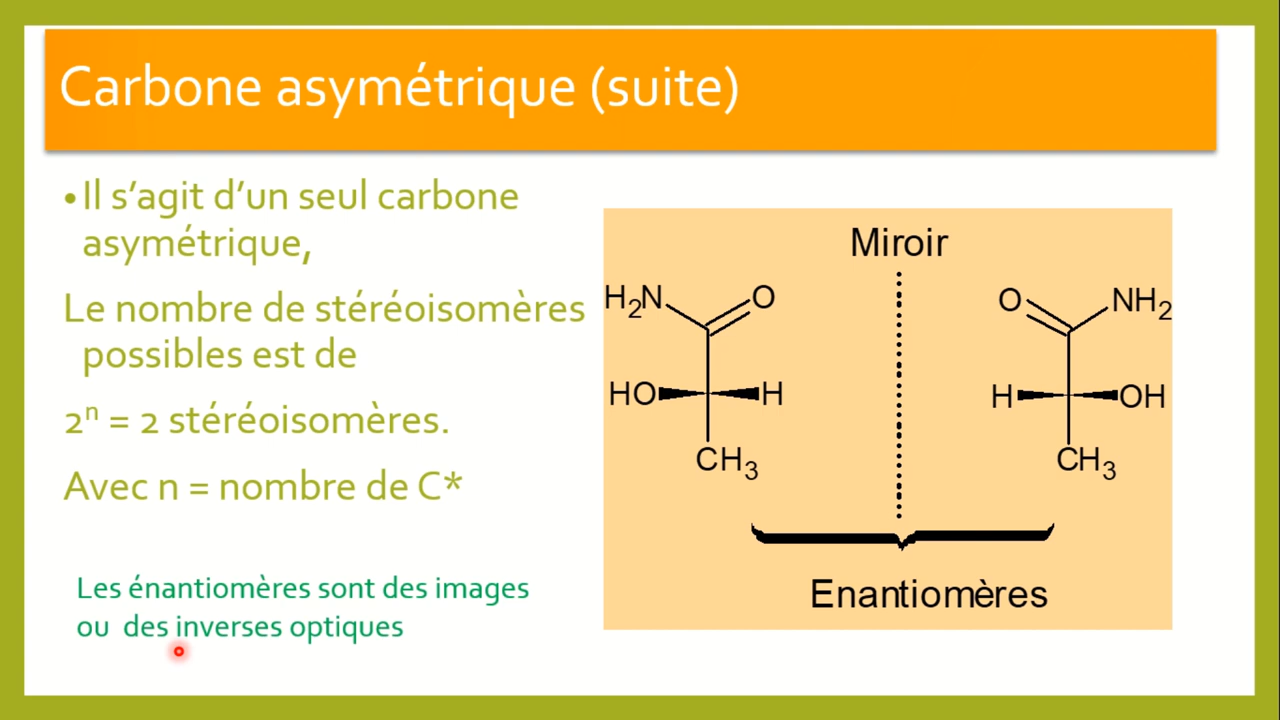 Carbone asymétrique (suite)
•Il s’agit d’un seul carbone
asymétrique,
Le nombre de stéréoisomères
possibles est de
2ⁿ = 2 stéréoisomères.
Avec n = nombre de C*
Les énantiomères sont des images
ou des inverses optiques
Miroir
H₂N O O NH₂
HO H H OH
CH₃ CH₃
Enantiomères